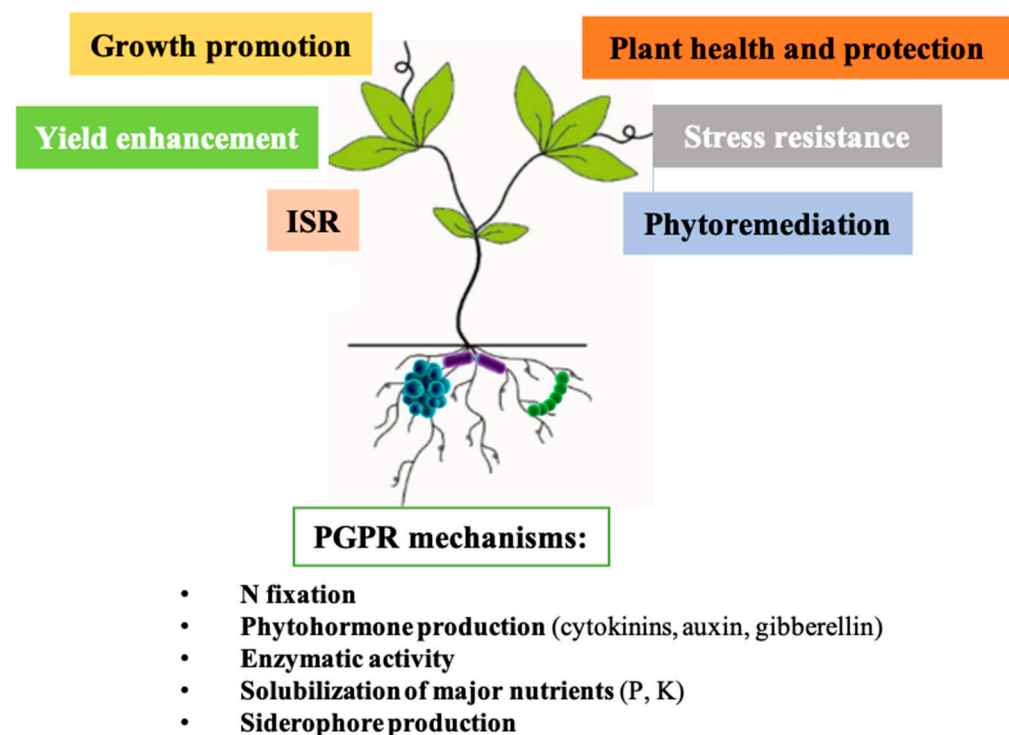 Growth promotion
Plant health and protection
Yield enhancement
Stress resistance
ISR
Phytoremediation
PGPR mechanisms:
• N fixation
• Phytohormone production (cytokinins, auxin, gibberellin)
• Enzymatic activity
• Solubilization of major nutrients (P, K)
• Siderophore production